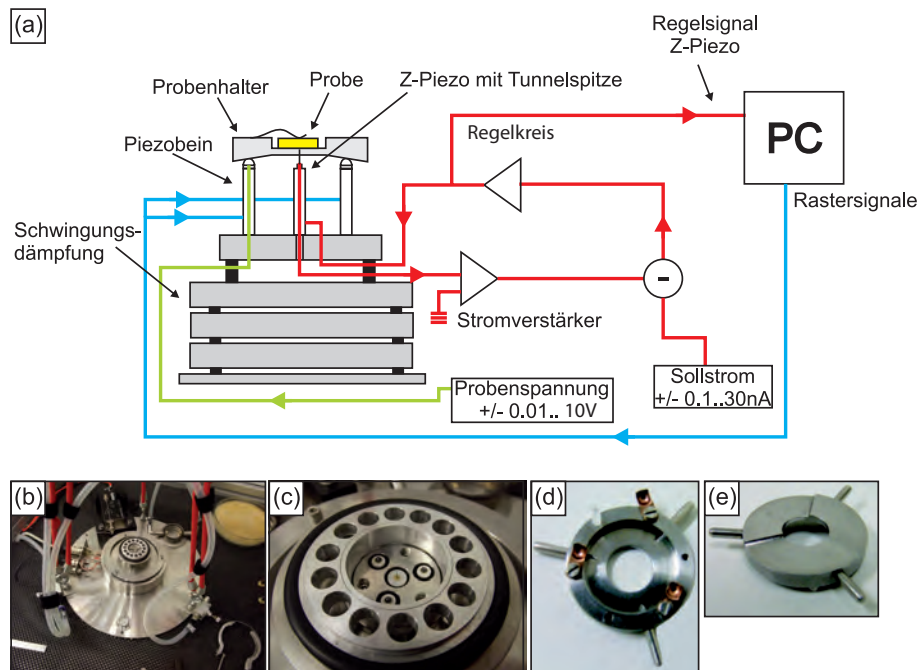 (a)
Regelsignal
Z-Piezo
Probenhalter
Probe
Z-Piezo mit Tunnelspitze
Piezobein
Regelkreis
PC
Rastersignale
Schwingungs-
dämpfung
-
Stromverstärker
Probenspannung
+/- 0.01.. 10V
Sollstrom
+/- 0.1..30nA
(b)
(c)
(d)
(e)